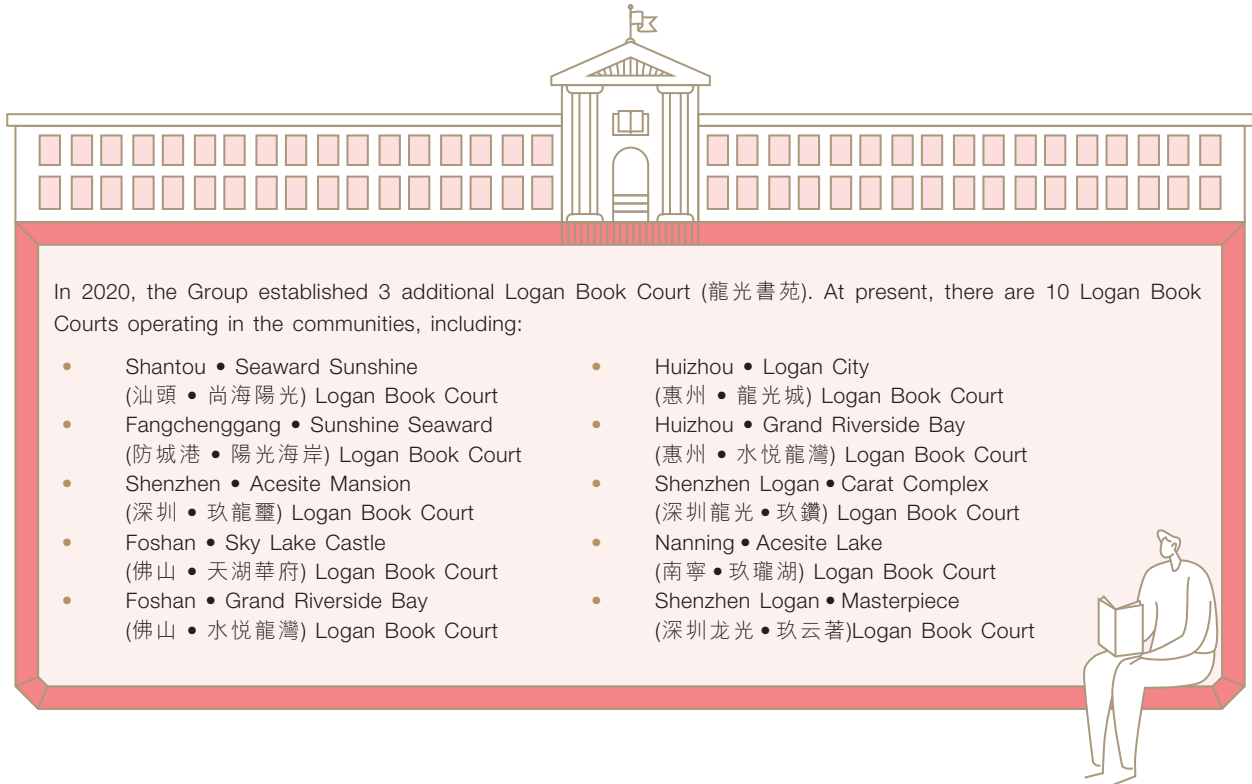 In 2020, the Group established 3 additional Logan Book Court (龍光書苑). At present, there are 10 Logan Book
Courts operating in the communities, including:
• Shantou • Seaward Sunshine
(汕頭 • 尚海陽光) Logan Book Court
• Fangchenggang • Sunshine Seaward
(防城港 • 陽光海岸) Logan Book Court
• Shenzhen • Acesite Mansion
(深圳 • 玖龍璽) Logan Book Court
• Foshan • Sky Lake Castle
(佛山 • 天湖華府) Logan Book Court
• Foshan • Grand Riverside Bay
(佛山 • 水悦龍灣) Logan Book Court
• Huizhou • Logan City
(惠州 • 龍光城) Logan Book Court
• Huizhou • Grand Riverside Bay
(惠州 • 水悦龍灣) Logan Book Court
• Shenzhen Logan • Carat Complex
(深圳龍光 • 玖鑽) Logan Book Court
• Nanning • Acesite Lake
(南寧 • 玖瓏湖) Logan Book Court
• Shenzhen Logan • Masterpiece
(深圳龙光 • 玖云著)Logan Book Court